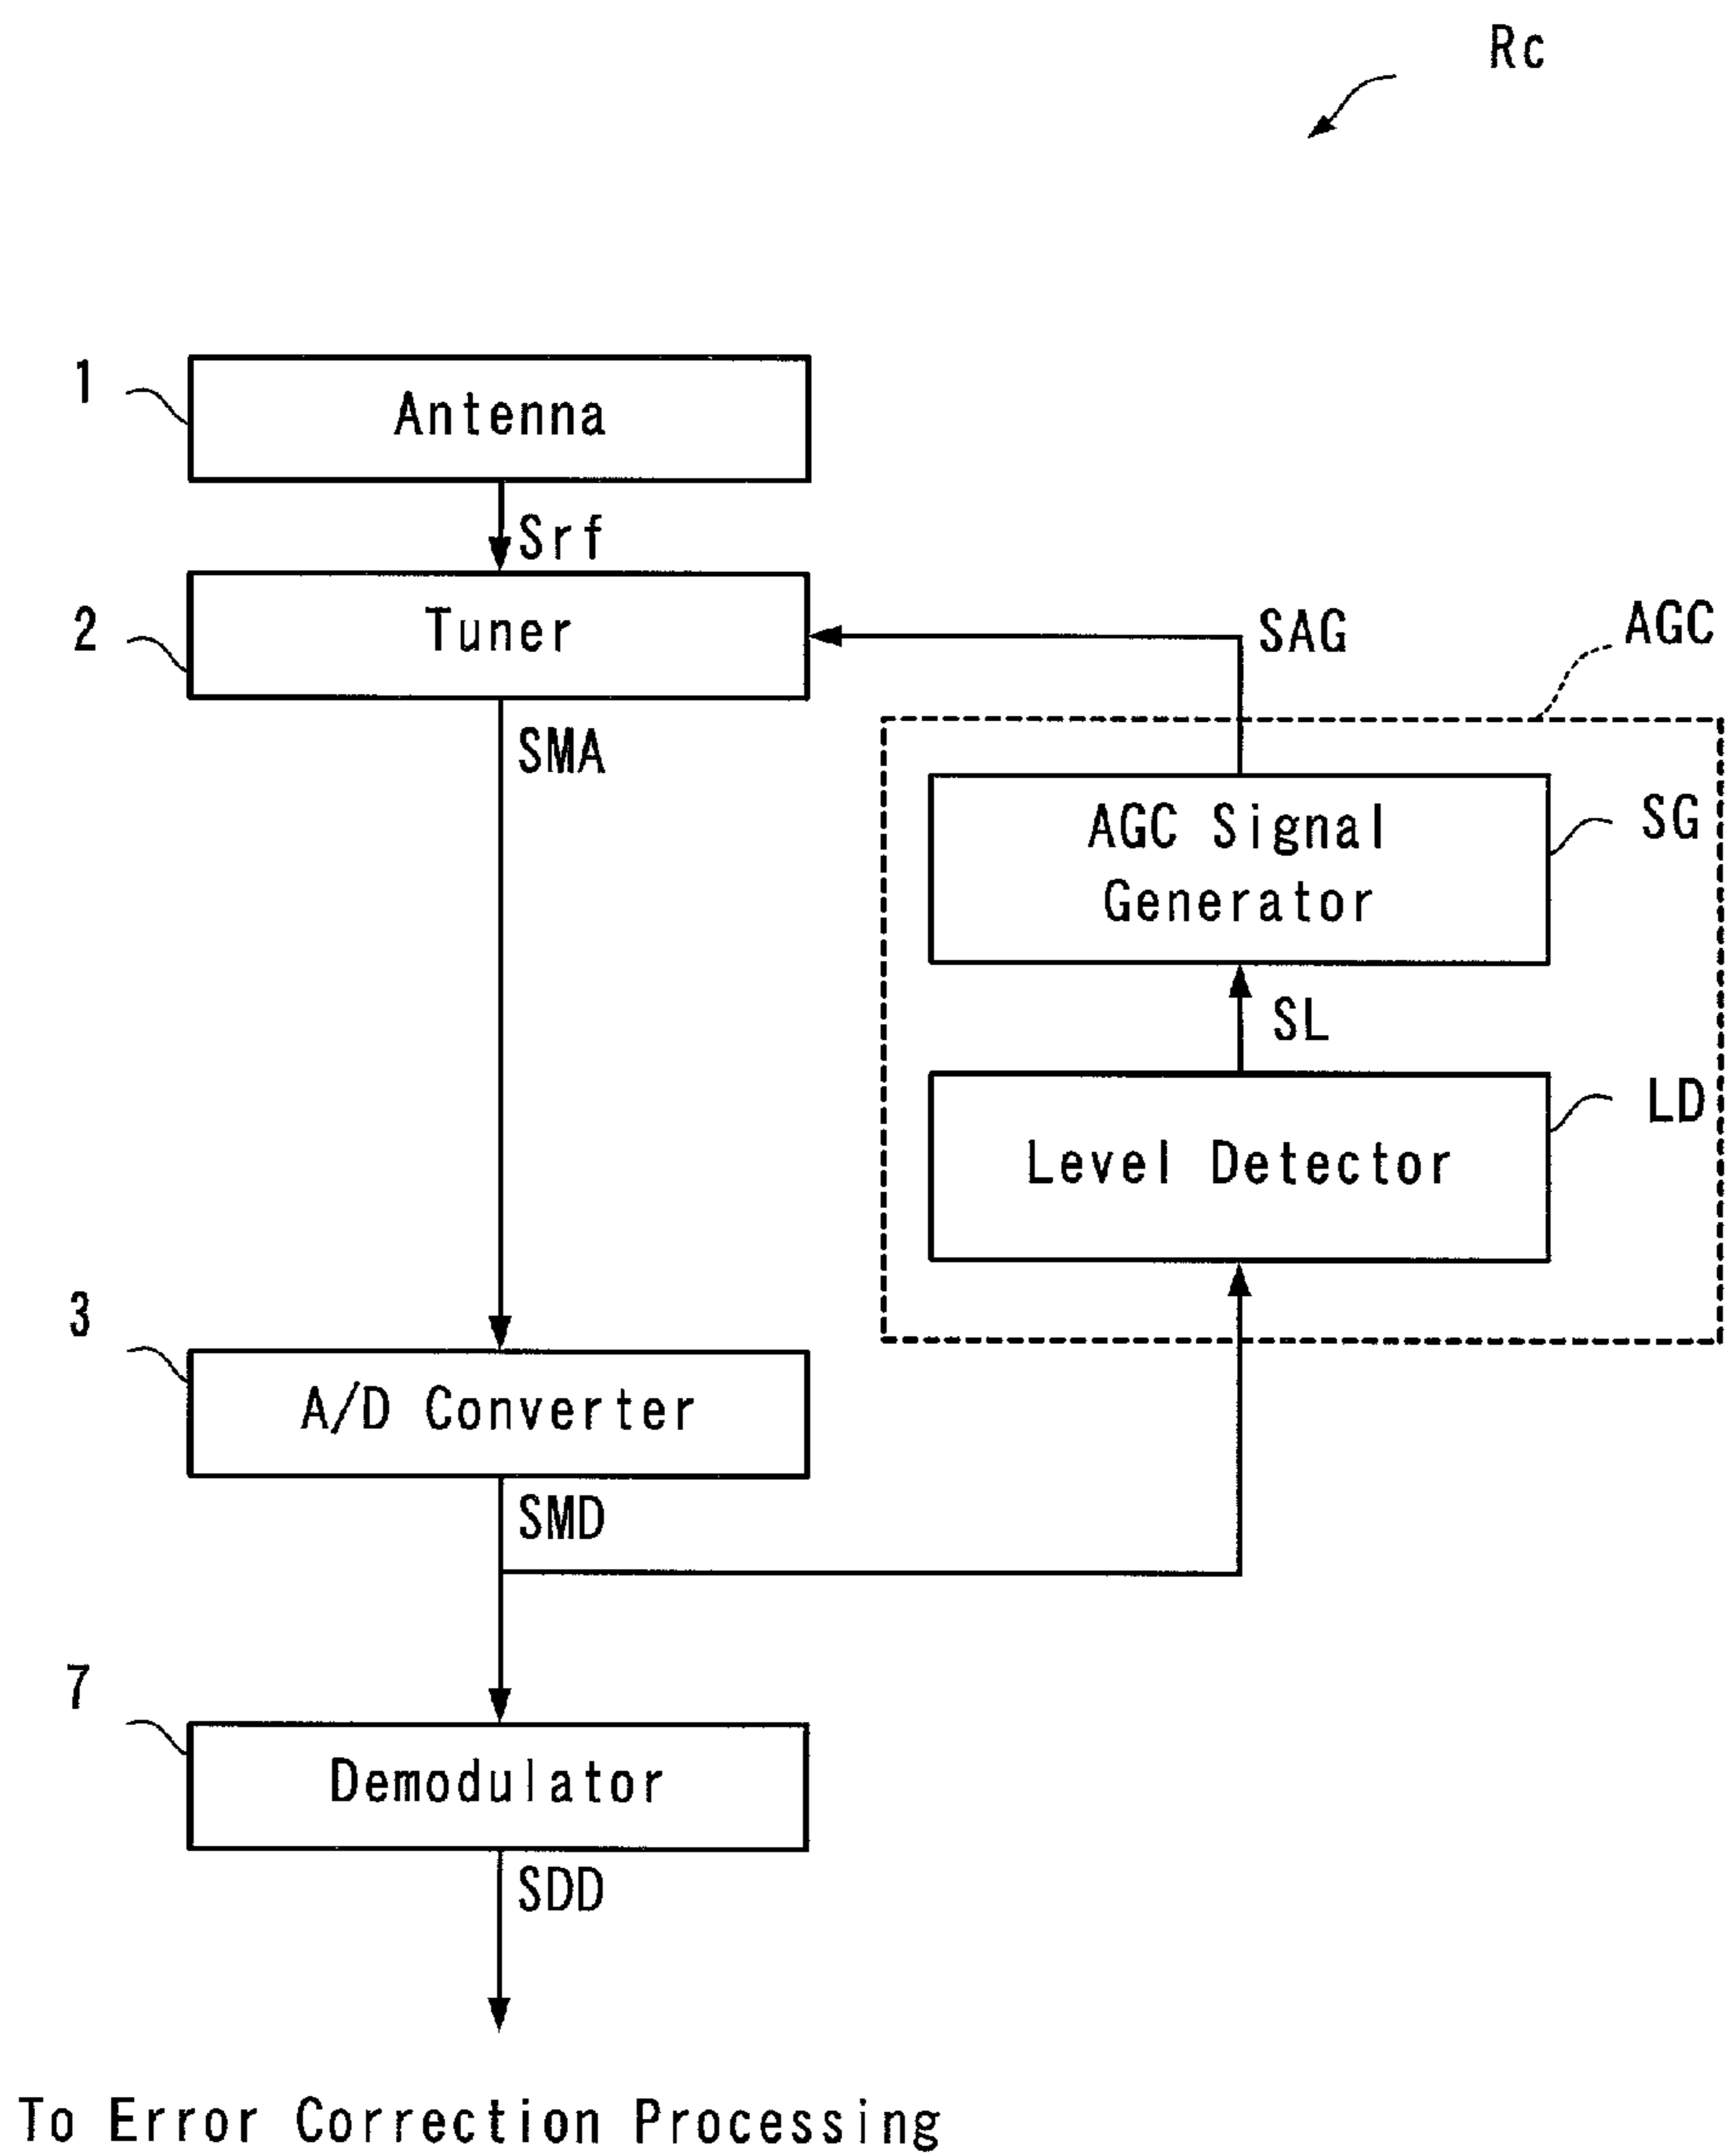 Rc
1
Antenna
Srf
2
Tuner
SAG
AGC
SMA
AGC Signal
Generator
SG
SL
Level Detector
LD
3
A/D Converter
SMD
7
Demodulator
SDD
To Error Correction Processing